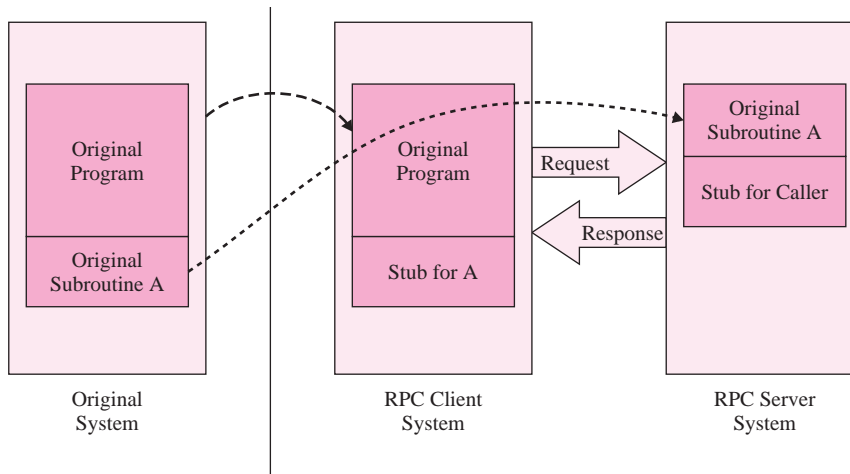 Original
Program
Original
Subroutine A
Original
System
Original
Program
Stub for A
RPC Client
System
Request
Response
Original
Subroutine A
Stub for Caller
RPC Server
System